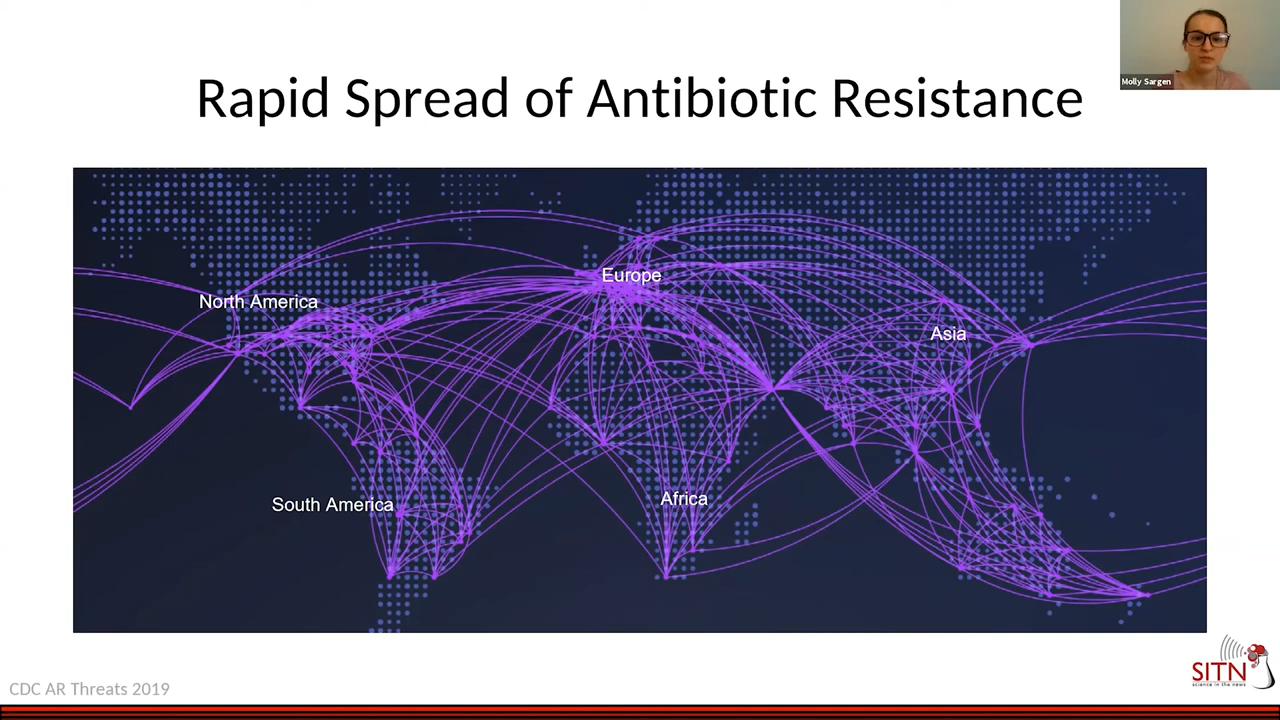 Molly Sargen
Rapid Spread of Antibiotic Resistance
Europe
North America
Asia
South America
Africa
SITN
science in the news
CDC AR Threats 2019